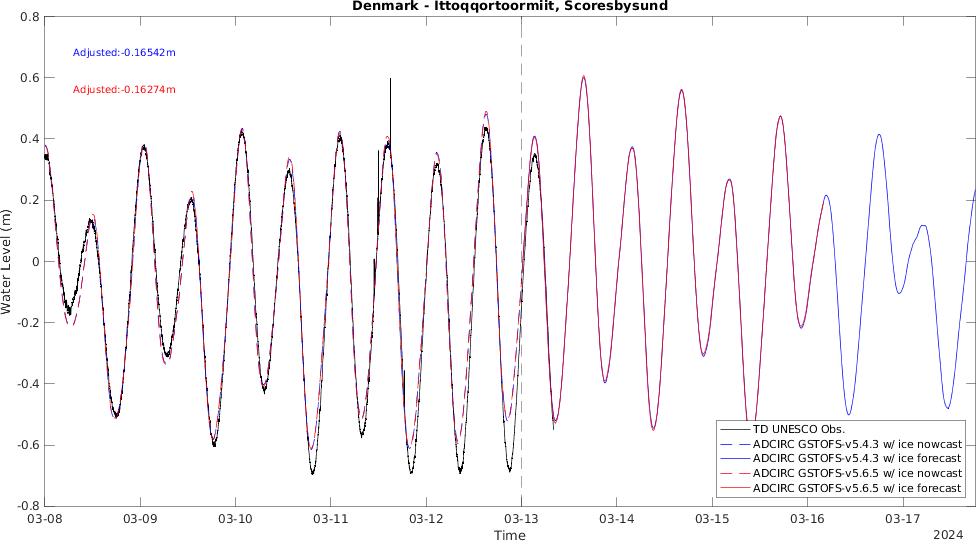 Denmark - Ittoqqortoormiit, Scoresbysund
Adjusted:-0.16542m
Adjusted:-0.16274m
Water Level (m)
0.8
0.6
0.4
0.2
0
-0.2
-0.4
-0.6
-0.8
TD UNESCO Obs.
ADCIRC GSTOFS-v5.4.3 w/ ice nowcast
ADCIRC GSTOFS-v5.4.3 w/ ice forecast
ADCIRC GSTOFS-v5.6.5 w/ ice nowcast
ADCIRC GSTOFS-v5.6.5 w/ ice forecast
03-08 03-09 03-10 03-11 03-12 03-13 03-14 03-15 03-16 03-17
Time
2024